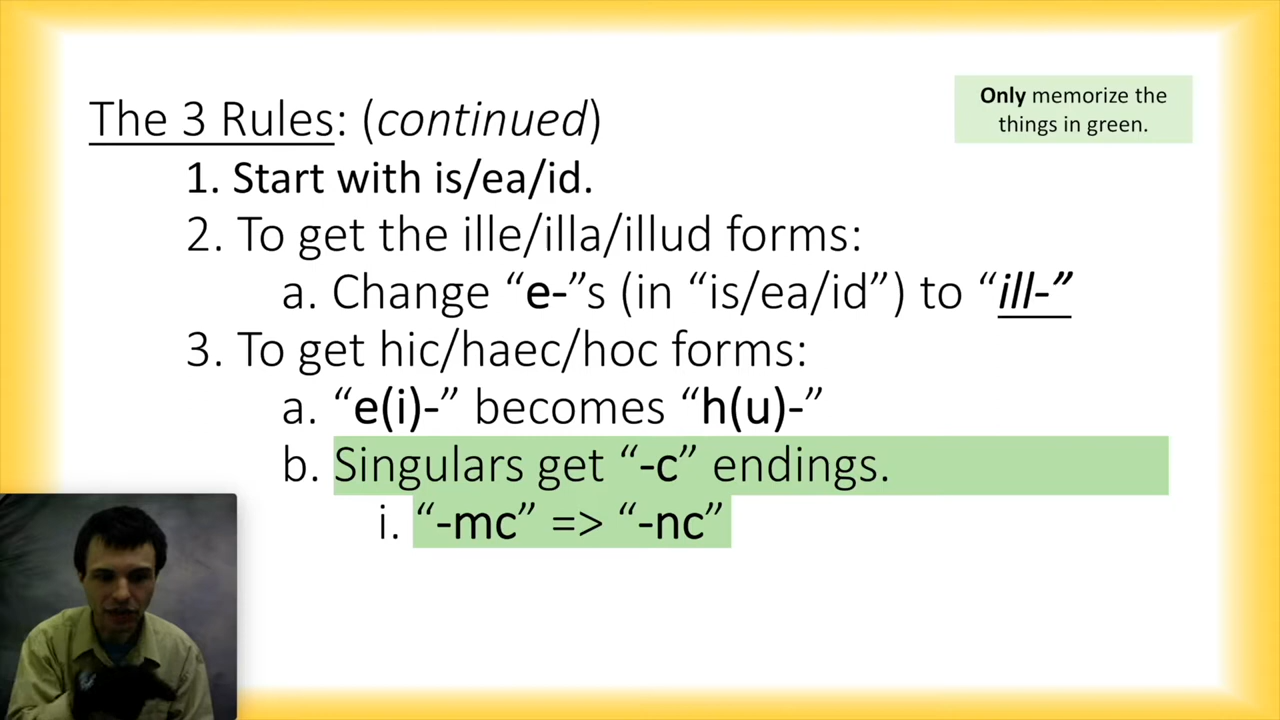 The 3 Rules: (continued)
Only memorize the
things in green.
1. Start with is/ea/id.
2. To get the ille/illa/illud forms:
a. Change “e-”s (in “is/ea/id”) to “ill-”
3. To get hic/haec/hoc forms:
a. “e(i)-” becomes “h(u)-”
b. Singulars get “-c” endings.
i. “-mc” => “-nc”